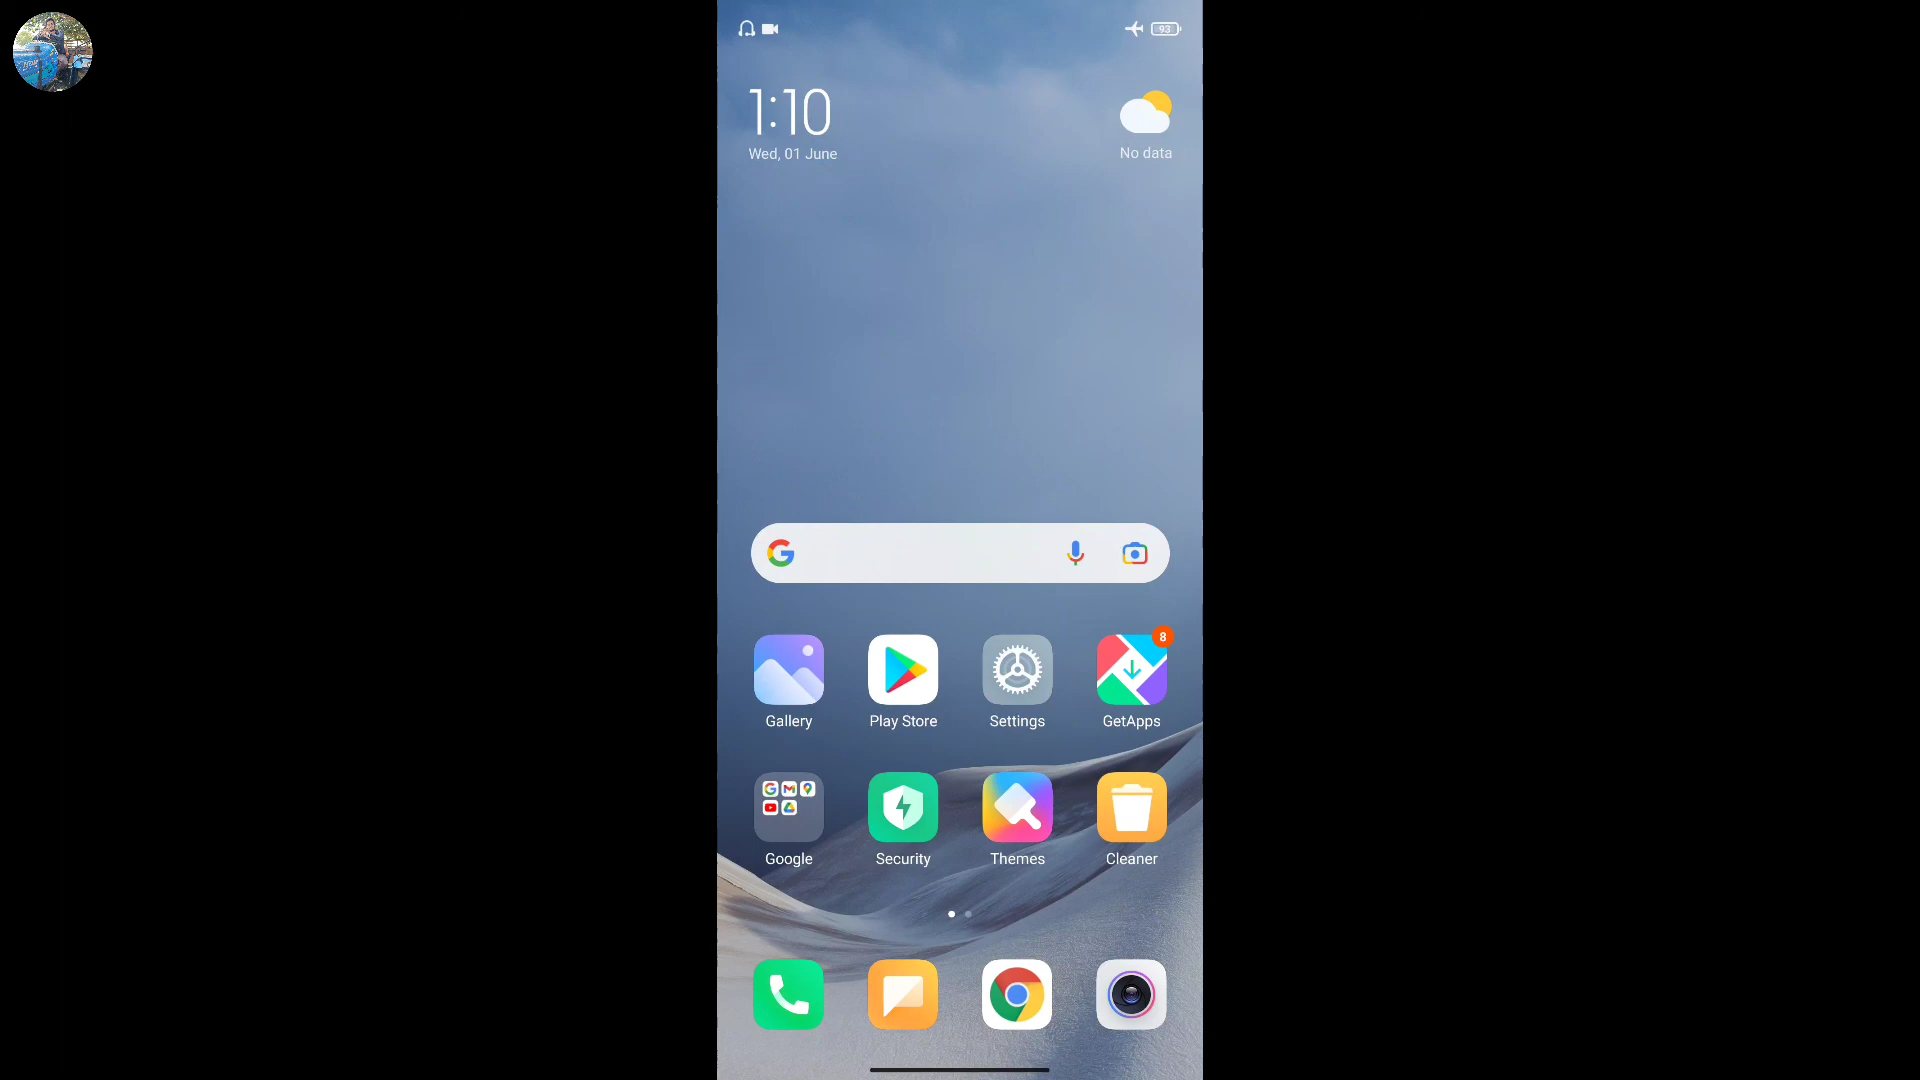 93
1:10
Wed, 01 June
No data
8
Gallery
Play Store
Settings
GetApps
Google
Security
Themes
Cleaner